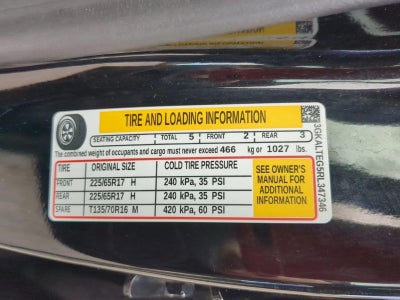 TIRE AND LOADING INFORMATION
SEATING CAPACITY TOTAL 5 FRONT 2 REAR 3
The combined weight of occupants and cargo must never exceed 466 kg or 1027 lbs.
TIRE ORIGINAL SIZE COLD TIRE PRESSURE
FRONT 225/65R17 H 240 kPa, 35 PSI
REAR 225/65R17 H 240 kPa, 35 PSI
SPARE T135/70R16 M 420 kPa, 60 PSI
SEE OWNER'S
MANUAL FOR
ADDITIONAL
INFORMATION
3GKALTEG5RL347346